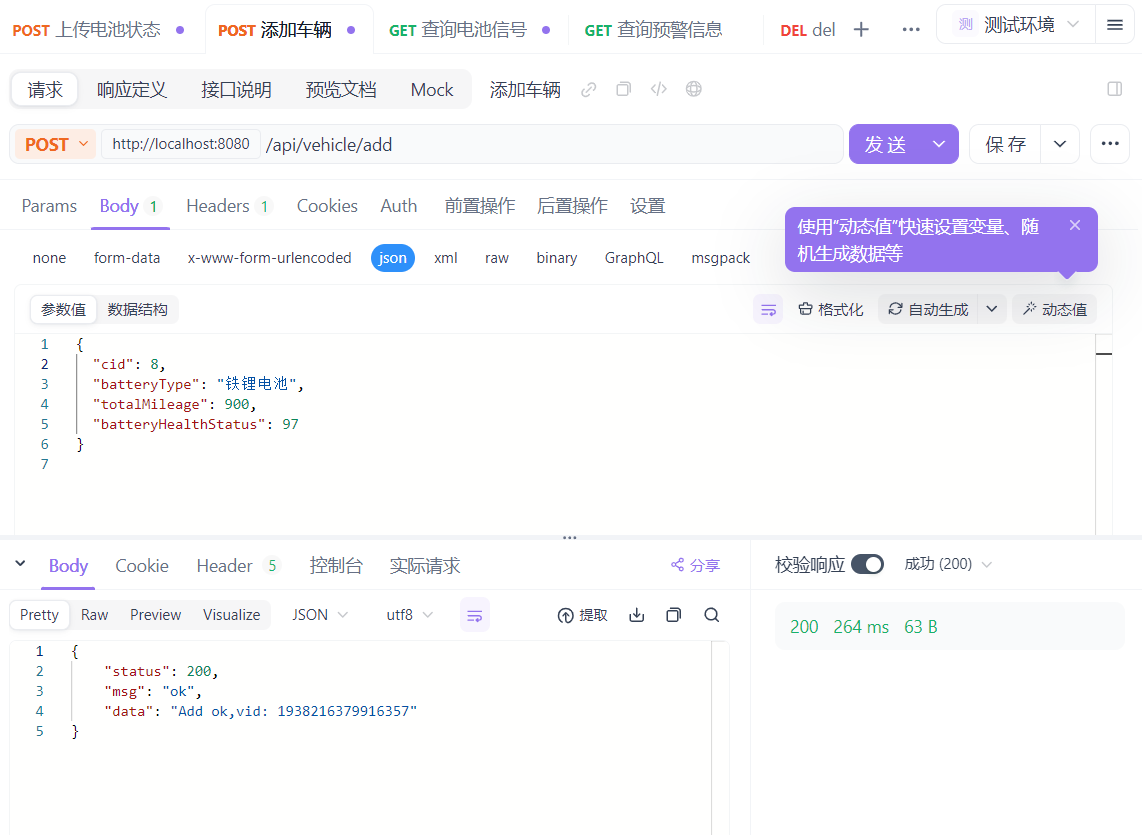 POST 上传电池状态 POST 添加车辆 GET 查询电池信号 GET 查询预警信息 DEL del 测 测试环境
请求 响应定义 接口说明 预览文档 Mock 添加车辆
POST http://localhost:8080 /api/vehicle/add 发送 保存
Params Body 1 Headers 1 Cookies Auth 前置操作 后置操作 设置
使用"动态值"快速设置变量、随
机生成数据等
none form-data x-www-form-urlencoded json xml raw binary GraphQL msgpack
参数值 数据结构 格式化 自动生成 动态值
1 {
2 "cid": 8,
3 "batteryType": "铁锂电池",
4 "totalMileage": 900,
5 "batteryHealthStatus": 97
6 }
7
Body Cookie Header 5 控制台 实际请求 分享 校验响应 成功 (200)
Pretty Raw Preview Visualize JSON utf8 提取
200 264 ms 63 B
1 {
2 "status": 200,
3 "msg": "ok",
4 "data": "Add ok,vid: 1938216379916357"
5 }